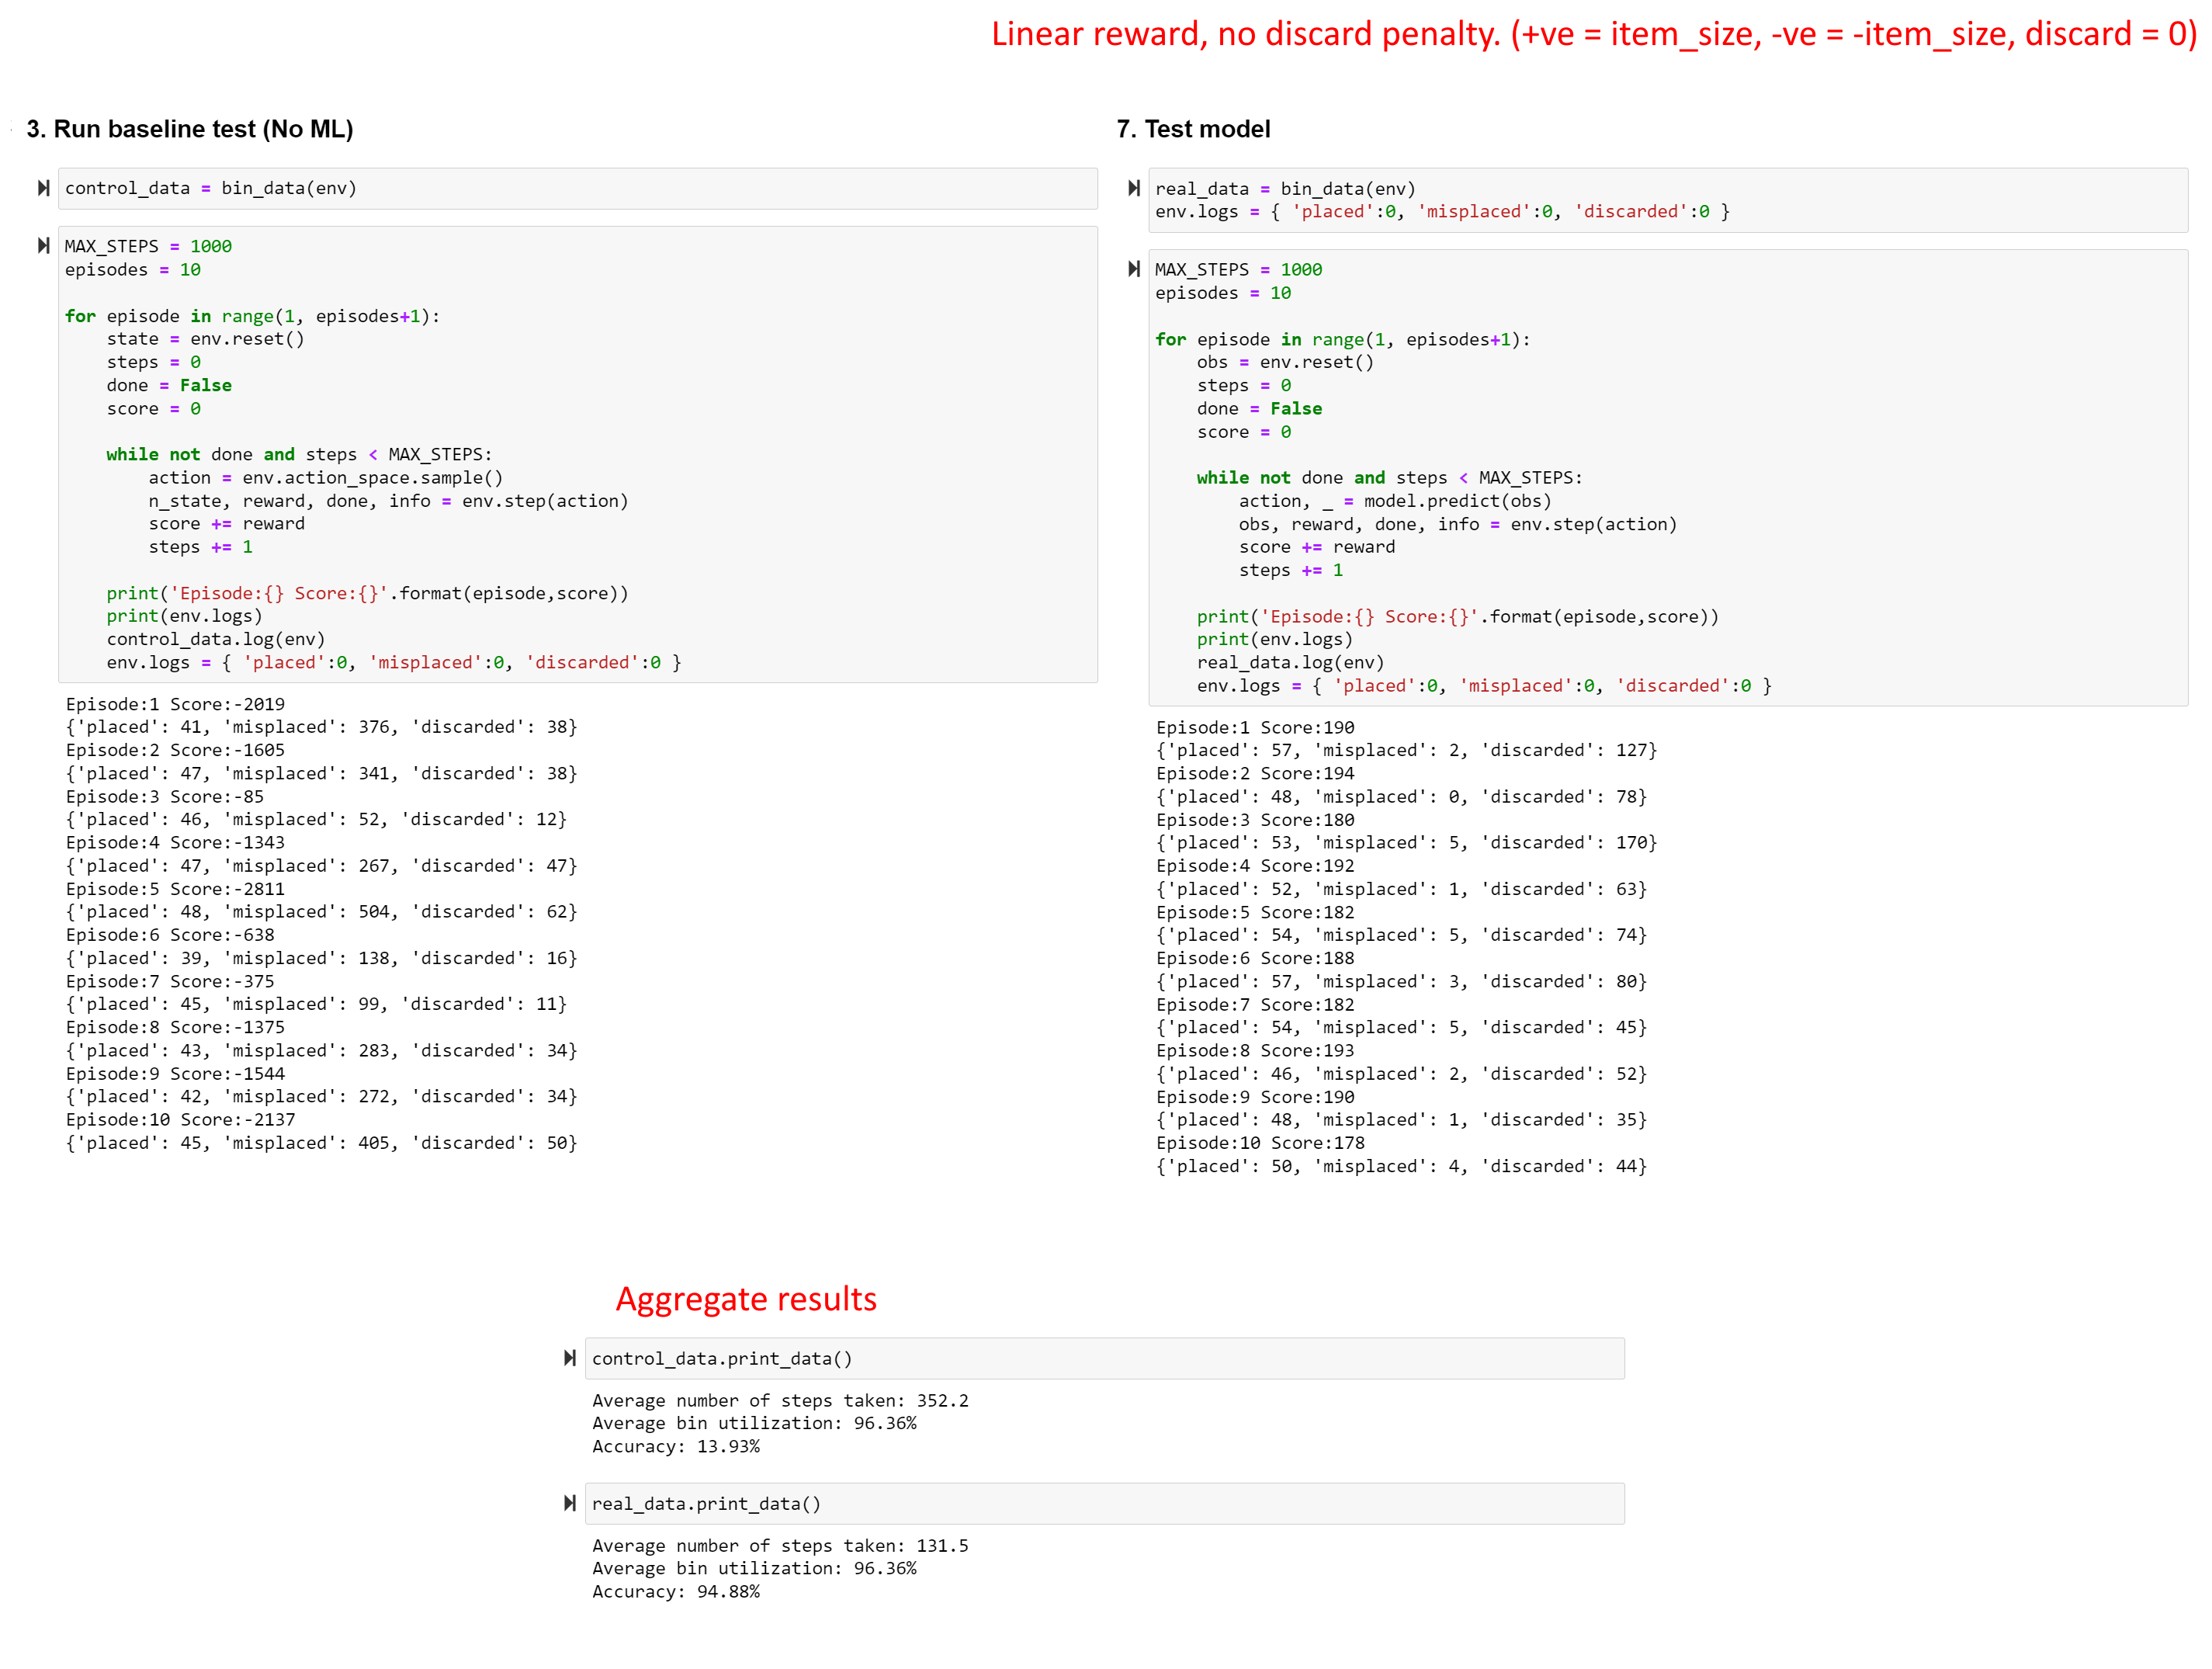 Linear reward, no discard penalty. (+ve = item_size, -ve = -item_size, discard = 0)
3. Run baseline test (No ML)
control_data = bin_data(env)
MAX_STEPS = 1000
episodes = 10
for episode in range(1, episodes+1):
    state = env.reset()
    steps = 0
    done = False
    score = 0
    while not done and steps < MAX_STEPS:
        action = env.action_space.sample()
        n_state, reward, done, info = env.step(action)
        score += reward
        steps += 1
    print('Episode:{} Score:{}'.format(episode,score))
    print(env.logs)
    control_data.log(env)
    env.logs = { 'placed':0, 'misplaced':0, 'discarded':0 }
Episode:1 Score:-2019
{'placed': 41, 'misplaced': 376, 'discarded': 38}
Episode:2 Score:-1605
{'placed': 47, 'misplaced': 341, 'discarded': 38}
Episode:3 Score:-85
{'placed': 46, 'misplaced': 52, 'discarded': 12}
Episode:4 Score:-1343
{'placed': 47, 'misplaced': 267, 'discarded': 47}
Episode:5 Score:-2811
{'placed': 48, 'misplaced': 504, 'discarded': 62}
Episode:6 Score:-638
{'placed': 39, 'misplaced': 138, 'discarded': 16}
Episode:7 Score:-375
{'placed': 45, 'misplaced': 99, 'discarded': 11}
Episode:8 Score:-1375
{'placed': 43, 'misplaced': 283, 'discarded': 34}
Episode:9 Score:-1544
{'placed': 42, 'misplaced': 272, 'discarded': 34}
Episode:10 Score:-2137
{'placed': 45, 'misplaced': 405, 'discarded': 50}
7. Test model
real_data = bin_data(env)
env.logs = { 'placed':0, 'misplaced':0, 'discarded':0 }
MAX_STEPS = 1000
episodes = 10
for episode in range(1, episodes+1):
    obs = env.reset()
    steps = 0
    done = False
    score = 0
    while not done and steps < MAX_STEPS:
        action, _ = model.predict(obs)
        obs, reward, done, info = env.step(action)
        score += reward
        steps += 1
    print('Episode:{} Score:{}'.format(episode,score))
    print(env.logs)
    real_data.log(env)
    env.logs = { 'placed':0, 'misplaced':0, 'discarded':0 }
Episode:1 Score:190
{'placed': 57, 'misplaced': 2, 'discarded': 127}
Episode:2 Score:194
{'placed': 48, 'misplaced': 0, 'discarded': 78}
Episode:3 Score:180
{'placed': 53, 'misplaced': 5, 'discarded': 170}
Episode:4 Score:192
{'placed': 52, 'misplaced': 1, 'discarded': 63}
Episode:5 Score:182
{'placed': 54, 'misplaced': 5, 'discarded': 74}
Episode:6 Score:188
{'placed': 57, 'misplaced': 3, 'discarded': 80}
Episode:7 Score:182
{'placed': 54, 'misplaced': 5, 'discarded': 45}
Episode:8 Score:193
{'placed': 46, 'misplaced': 2, 'discarded': 52}
Episode:9 Score:190
{'placed': 48, 'misplaced': 1, 'discarded': 35}
Episode:10 Score:178
{'placed': 50, 'misplaced': 4, 'discarded': 44}
Aggregate results
control_data.print_data()
Average number of steps taken: 352.2
Average bin utilization: 96.36%
Accuracy: 13.93%
real_data.print_data()
Average number of steps taken: 131.5
Average bin utilization: 96.36%
Accuracy: 94.88%